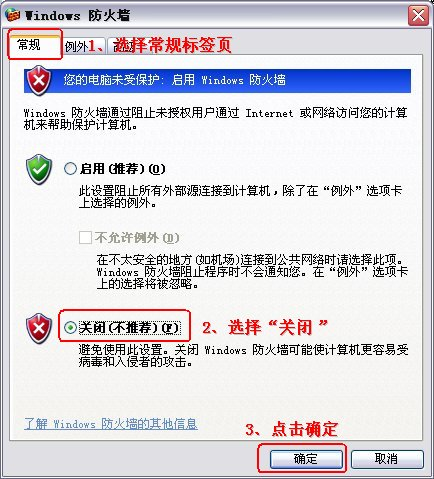 Windows 防火墙
常规 例外 高级
1、选择常规标签页
您的电脑未受保护: 启用 Windows 防火墙
Windows 防火墙通过阻止未授权用户通过 Internet 或网络访问您的计算
机来帮助保护计算机。
启用(推荐)(O)
此设置阻止所有外部源连接到计算机,除了在“例外”选项卡
上选择的例外。
不允许例外(D)
在不太安全的地方(如机场)连接到公共网络时请选择此项。
Windows 防火墙阻止程序时不会通知您。在“例外”选项卡
上的选择将被忽略。
关闭(不推荐)(F)
2、选择“关闭 ”
避免使用此设置。关闭 Windows 防火墙可能使计算机更容易受
病毒和入侵者的攻击。
了解 Windows 防火墙的其他信息
3、点击确定
确定 取消